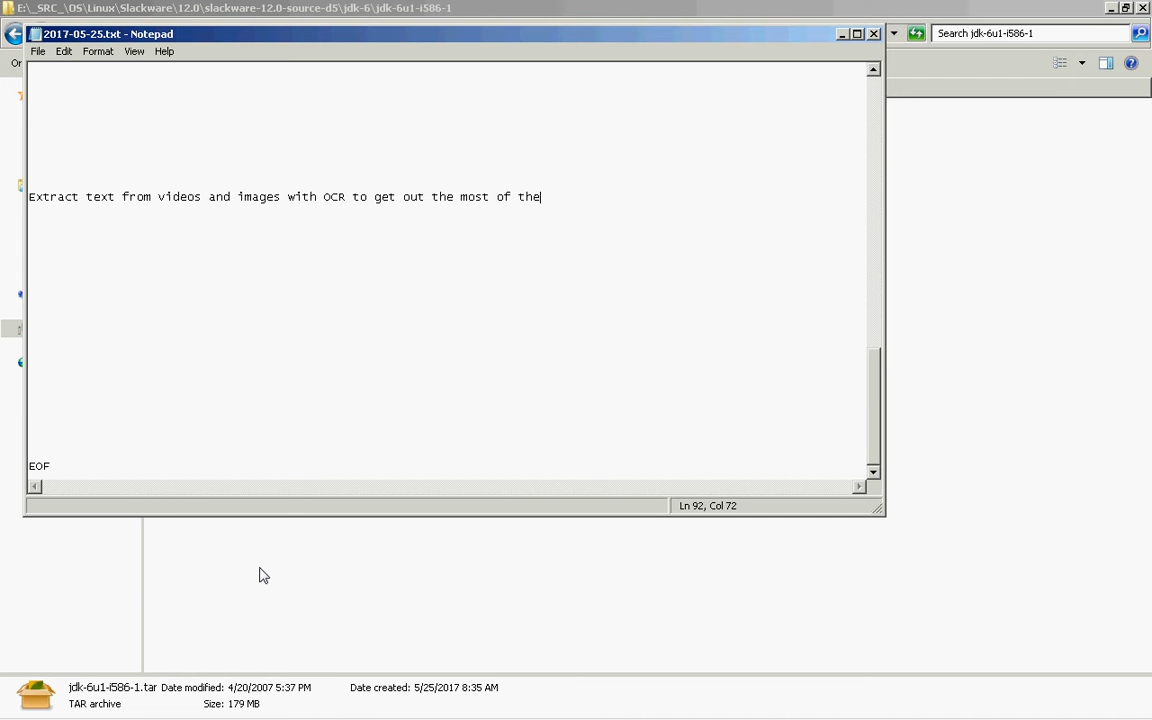 E:\_SRC_\OS\Linux\Slackware\12.0\slackware-12.0-source-d5\jdk-6\jdk-6u1-i586-1
2017-05-25.txt - Notepad
Search jdk-6u1-i586-1
File Edit Format View Help
Or
Extract text from videos and images with OCR to get out the most of the
EOF
Ln 92, Col 72
jdk-6u1-i586-1.tar Date modified: 4/20/2007 5:37 PM Date created: 5/25/2017 8:35 AM
TAR archive Size: 179 MB